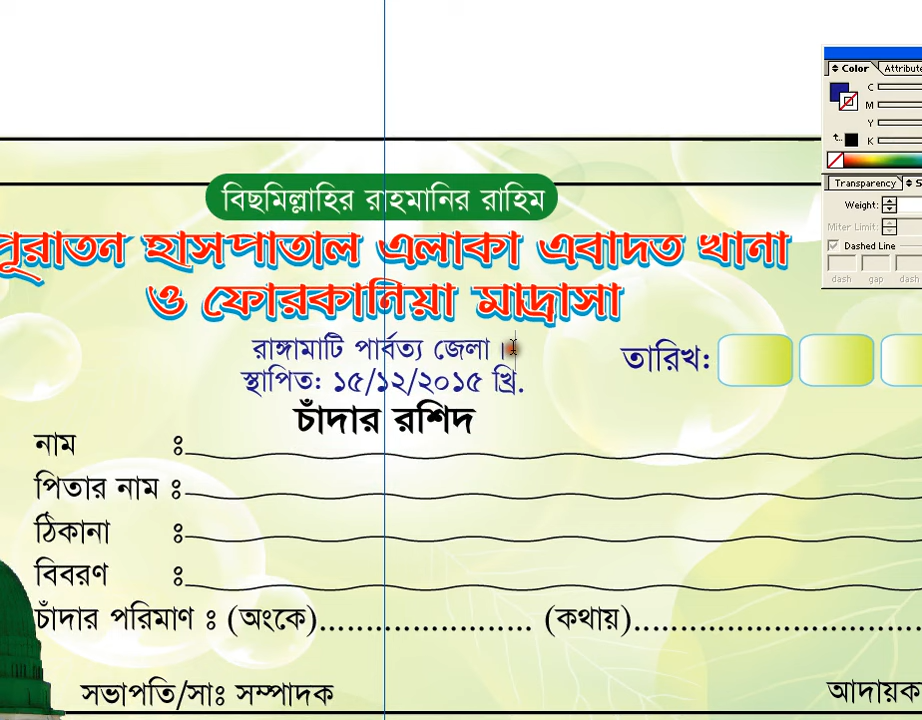 Color Attribute
C
M
Y
K
বিছমিল্লাহির রাহমানির রাহিম
Transparency S
Weight:
Miter Limit:
Dashed Line
dash gap dash
পুরাতন হাসপাতাল এলাকা এবাদত খানা
ও ফোরকানিয়া মাদ্রাসা
রাঙ্গামাটি পার্বত্য জেলা।
তারিখ:
স্থাপিত: ১৫/১২/২০১৫ খ্রি.
চাঁদার রশিদ
নাম ঃ
পিতার নাম ঃ
ঠিকানা ঃ
বিবরণ ঃ
চাঁদার পরিমাণ ঃ (অংকে)............................ (কথায়)....................................
সভাপতি/সাঃ সম্পাদক
আদায়ক